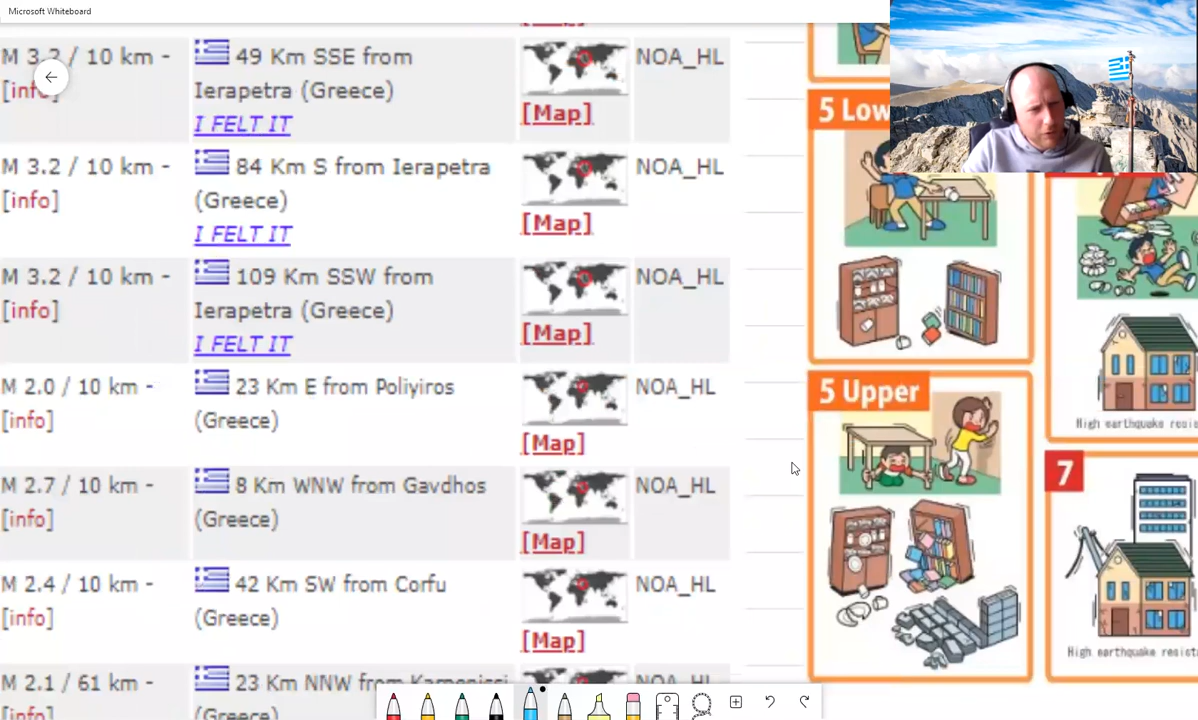 Microsoft Whiteboard
[Map]
M 3.2 / 10 km -
[info]
49 Km SSE from
Ierapetra (Greece)
I FELT IT
[Map]
NOA_HL
M 3.2 / 10 km -
[info]
84 Km S from Ierapetra
(Greece)
I FELT IT
[Map]
NOA_HL
M 3.2 / 10 km -
[info]
109 Km SSW from
Ierapetra (Greece)
I FELT IT
[Map]
NOA_HL
M 2.0 / 10 km -
[info]
23 Km E from Poliyiros
(Greece)
[Map]
NOA_HL
M 2.7 / 10 km -
[info]
8 Km WNW from Gavdhos
(Greece)
[Map]
NOA_HL
M 2.4 / 10 km -
[info]
42 Km SW from Corfu
(Greece)
[Map]
NOA_HL
M 2.1 / 61 km -
23 Km NNW from
5 Low
5 Upper
High earthquake
7
High earthquake